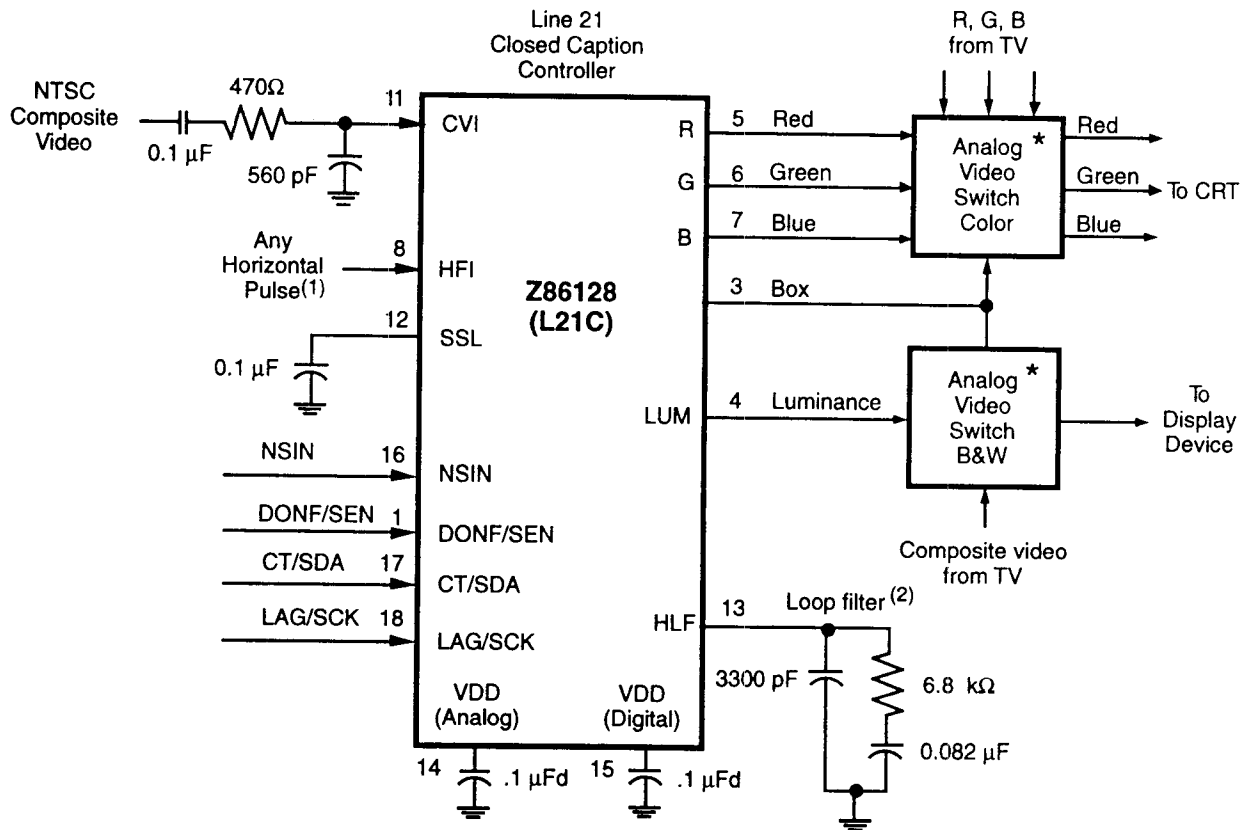 Line 21
Closed Caption
Controller
R, G, B
from TV
NTSC
Composite
Video
470Ω
0.1 µF
560 pF
11
CVI
Any
Horizontal
Pulse(1)
8
HFI
12
SSL
0.1 µF
NSIN
16
NSIN
DONF/SEN
1
DONF/SEN
CT/SDA
17
CT/SDA
LAG/SCK
18
LAG/SCK
Z86128
(L21C)
VDD
(Analog)
VDD
(Digital)
14
.1 µFd
15
.1 µFd
R
5
Red
G
6
Green
B
7
Blue
3
Box
LUM
4
Luminance
HLF
13
Loop filter (2)
3300 pF
6.8 kΩ
0.082 µF
Analog *
Video
Switch
Color
Red
Green
Blue
To CRT
Analog *
Video
Switch
B&W
To
Display
Device
Composite video
from TV